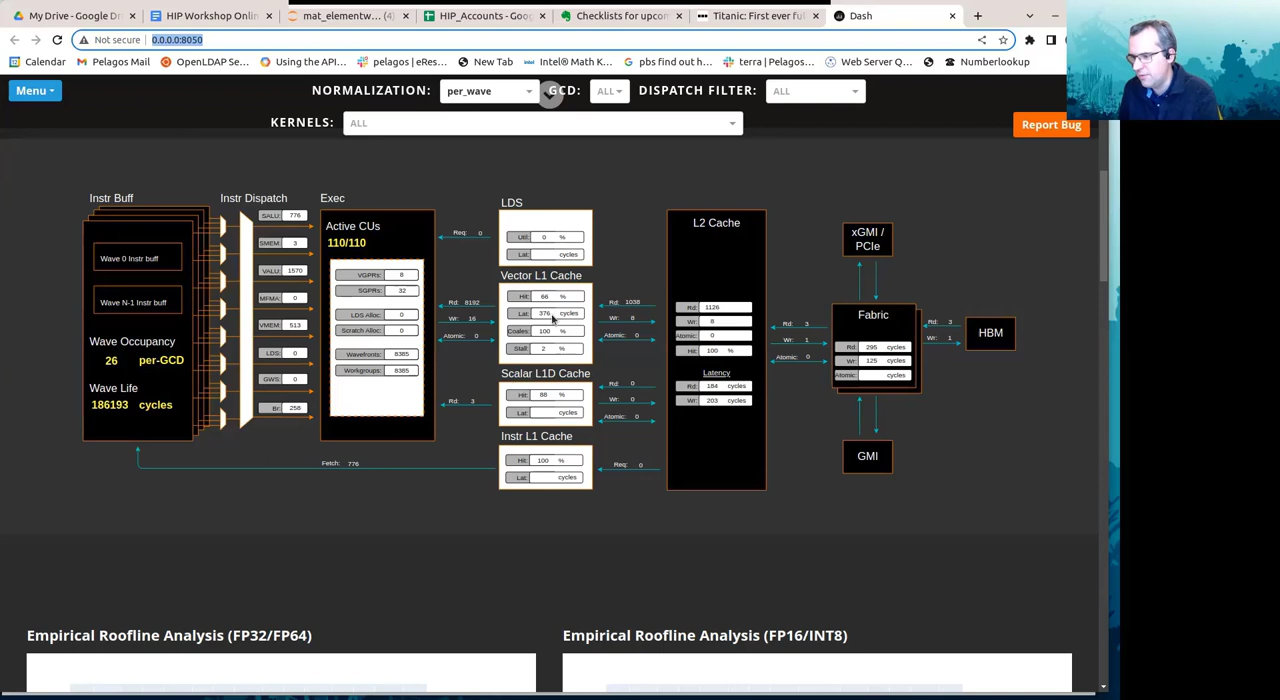 My Drive - Google Dr
HIP Workshop Onlin
mat_elementw... (4)
HIP_Accounts - Goog
Checklists for upcom
Titanic: First ever ful
Dash
Not secure
0.0.0.0:8050
Calendar
Pelagos Mail
OpenLDAP Se...
Using the API...
pelagos | eRes...
New Tab
Intel® Math K...
pbs find out h...
terra | Pelagos...
Web Server Q...
Numberlookup
Menu
NORMALIZATION:
per_wave
GCD:
ALL
DISPATCH FILTER:
ALL
KERNELS:
ALL
Report Bug
Instr Buff
Wave 0 Instr buff
Wave N-1 Instr buff
Wave Occupancy
26 per-GCD
Wave Life
186193 cycles
Instr Dispatch
SALU: 776
SMEM: 3
VALU: 1570
MFMA: 0
VMEM: 513
LDS: 0
GWS: 0
Br: 258
Exec
Active CUs
110/110
VGPRs: 8
SGPRs: 32
LDS Alloc: 0
Scratch Alloc: 0
Wavefronts: 8385
Workgroups: 8385
Req: 0
Rd: 8192
Wr: 16
Atomic: 0
Rd: 3
Fetch: 776
LDS
Util: 0 %
Lat: cycles
Vector L1 Cache
Hit: 66 %
Lat: 376 cycles
Coales: 100 %
Stall: 2 %
Scalar L1D Cache
Hit: 88 %
Lat: cycles
Instr L1 Cache
Hit: 100 %
Lat: cycles
Rd: 1038
Wr: 8
Atomic: 0
Rd: 0
Wr: 0
Atomic: 0
Req: 0
L2 Cache
Rd: 1126
Wr: 8
Atomic: 0
Hit: 100 %
Latency
Rd: 184 cycles
Wr: 203 cycles
Rd: 3
Wr: 1
Atomic: 0
xGMI /
PCIe
Fabric
Rd: 295 cycles
Wr: 125 cycles
Atomic: cycles
GMI
Rd: 3
Wr: 1
HBM
Empirical Roofline Analysis (FP32/FP64)
Empirical Roofline Analysis (FP16/INT8)